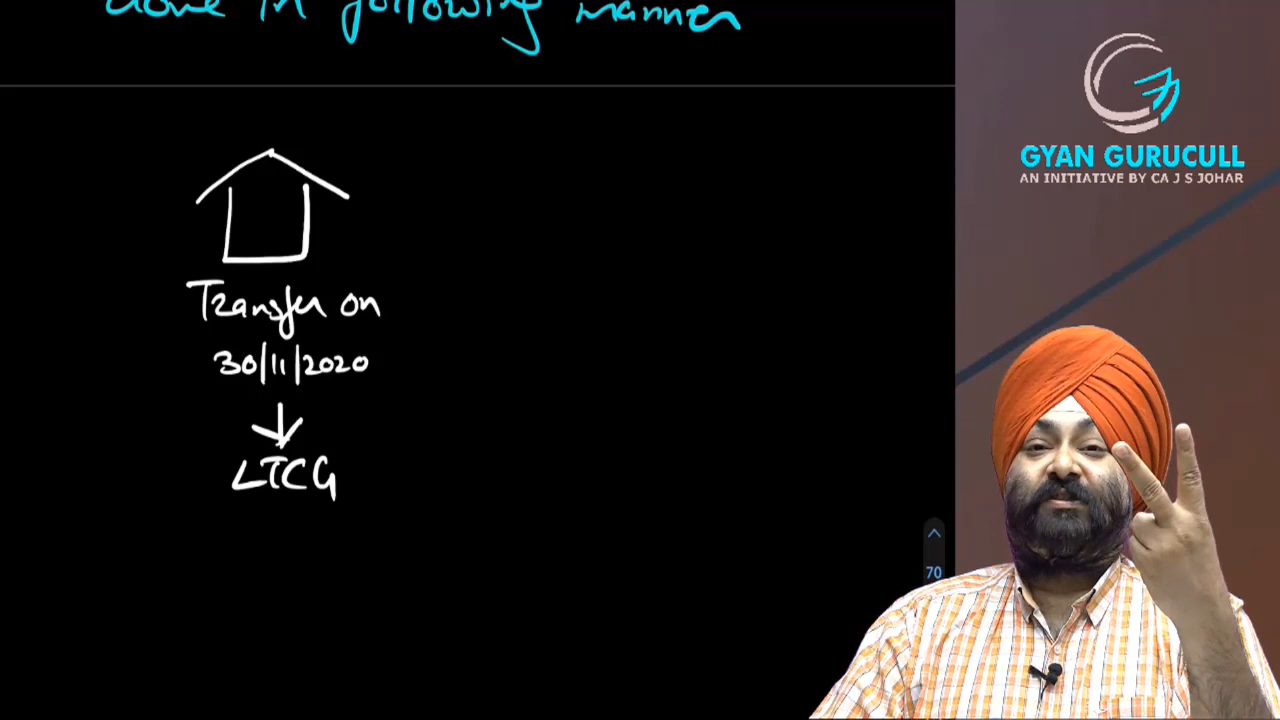 done in following manner
Transfer on
30/11/2020
LTCG
GYAN GURUCULL
AN INITIATIVE BY CA J S JOHAR
70